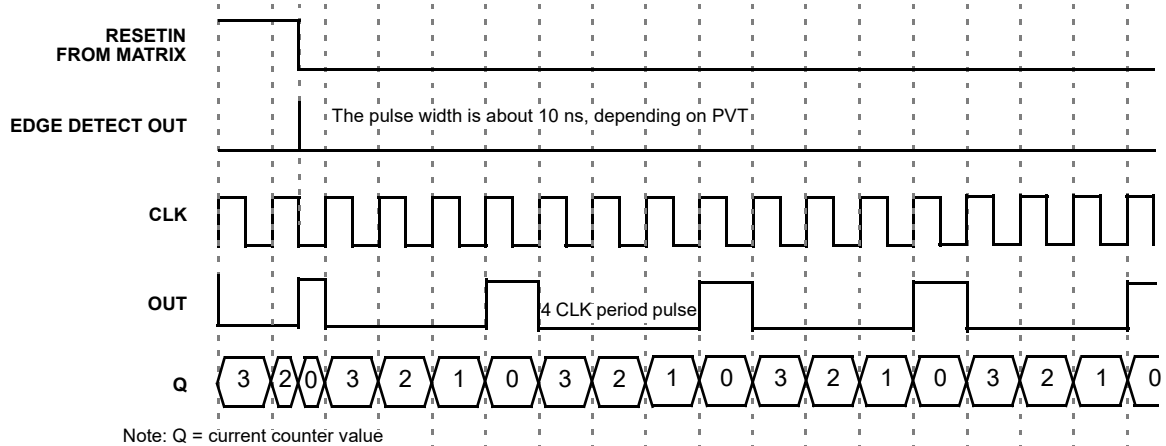 RESETIN
FROM MATRIX
EDGE DETECT OUT
The pulse width is about 10 ns, depending on PVT
CLK
OUT
4 CLK period pulse
Q
3 2 0 3 2 1 0 3 2 1 0 3 2 1 0 3 2 1 0
Note: Q = current counter value